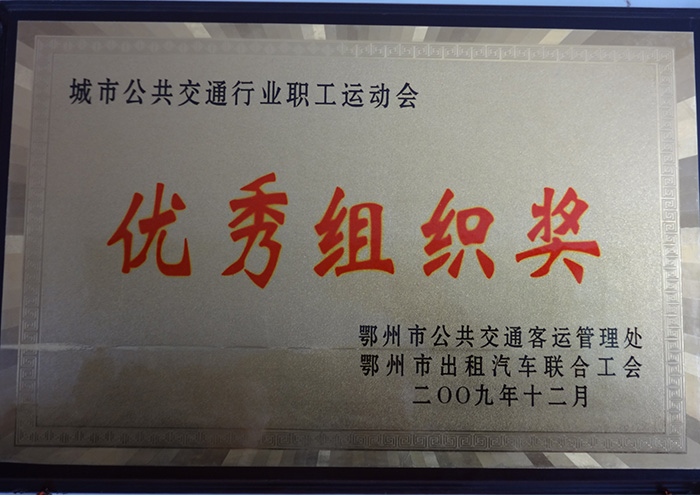 城市公共交通行业职工运动会
优秀组织奖
鄂州市公共交通客运管理处
鄂州市出租汽车联合工会
二〇〇九年十二月